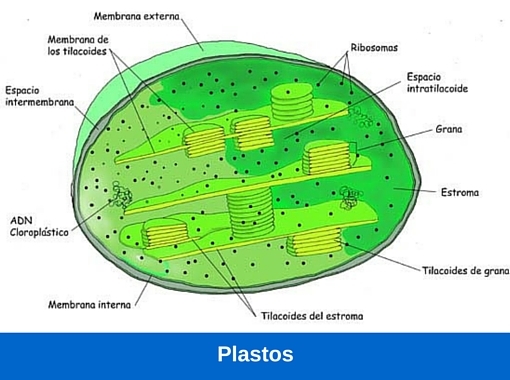 Membrana externa
Membrana de
los tilacoides
Ribosomas
Espacio
intratilocoide
Espacio
intermembrana
Grana
Estroma
ADN
Cloroplástico
Tilacoides de grana
Membrana interna
Tilacoides del estroma
Plastos